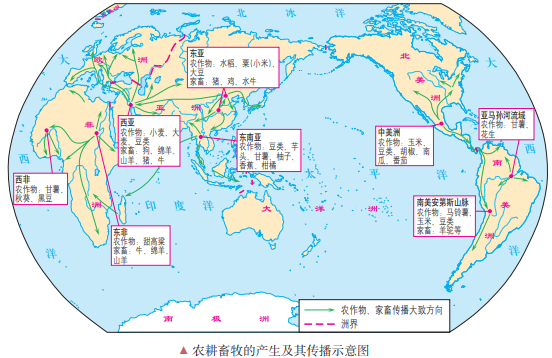 北冰洋
大
西
洋
欧洲
亚洲
非洲
北美洲
大
西
洋
太平洋
印度洋
大洋洲
南美洲
南极洲
东亚
农作物：水稻、粟(小米)、
大豆
家畜：猪、鸡、水牛
西亚
农作物：小麦、大
麦、豆类
家畜：狗、绵羊、
山羊、猪、牛
东南亚
农作物：豆类、芋
头、甘薯、柚子、
香蕉、柑橘
中美洲
农作物：玉米、
豆类、胡椒、南
瓜、番茄
亚马孙河流域
农作物：甘薯、
花生
西非
农作物：甘薯、
秋葵、黑豆
东非
农作物：甜高粱
家畜：牛、绵羊、
山羊
南美安第斯山脉
农作物：马铃薯、
玉米、豆类
家畜：羊驼等
农作物、家畜传播大致方向
洲界
▲ 农耕畜牧的产生及其传播示意图